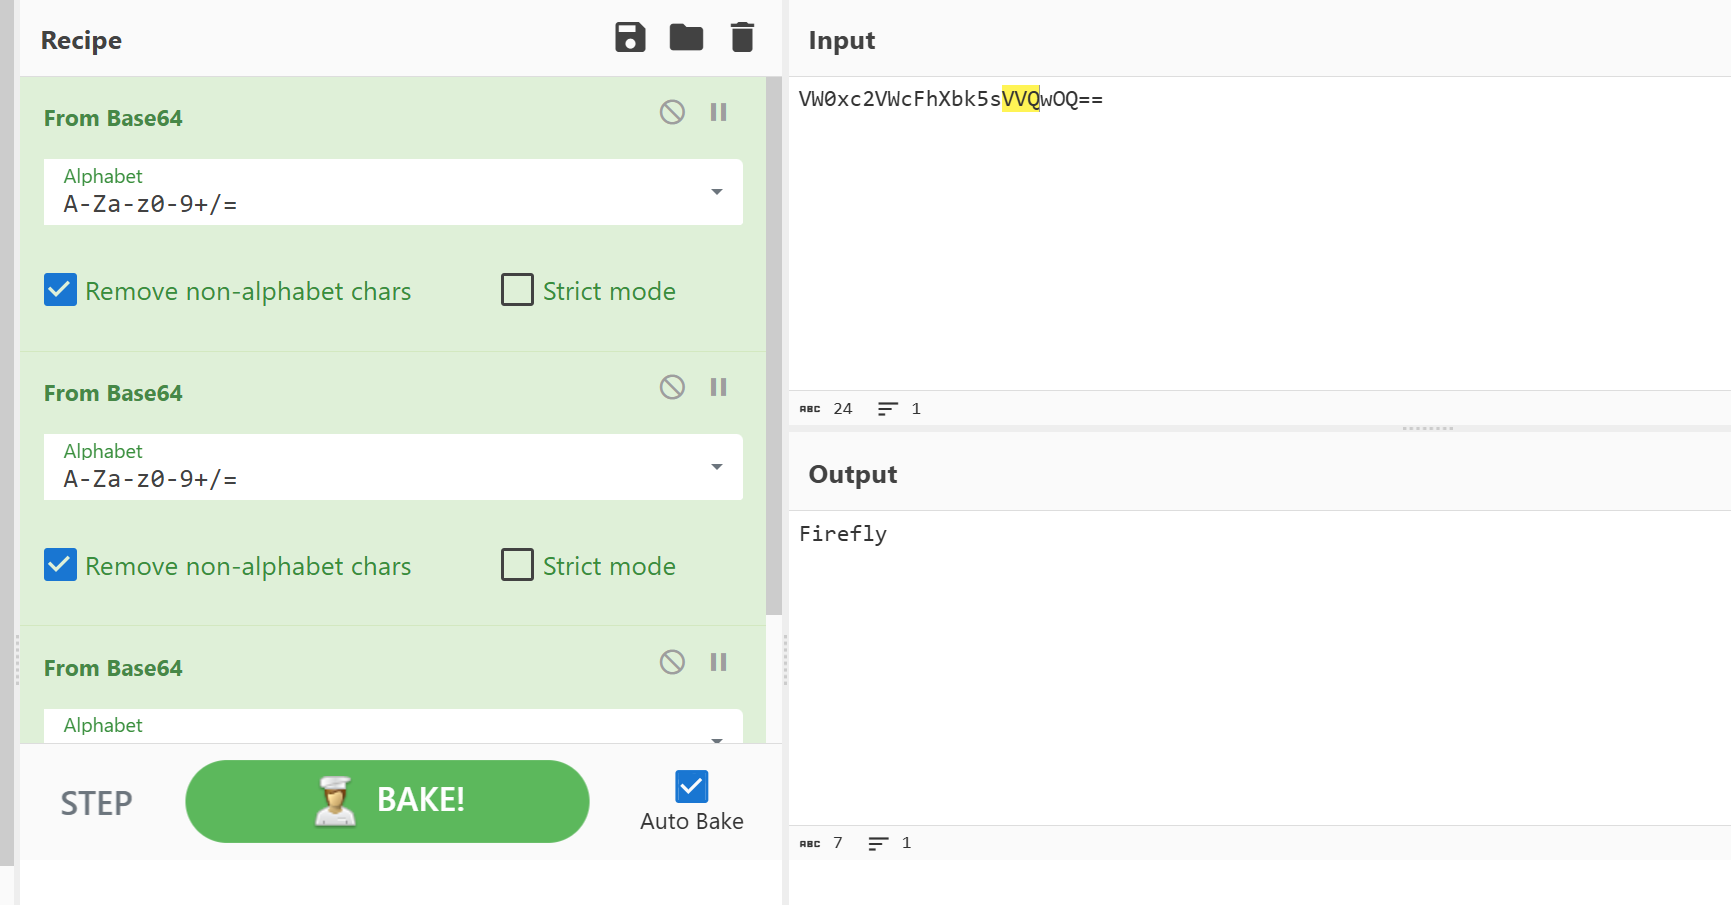 Recipe
From Base64
Alphabet
A-Za-z0-9+/=
Remove non-alphabet chars
Strict mode
From Base64
Alphabet
A-Za-z0-9+/=
Remove non-alphabet chars
Strict mode
From Base64
Alphabet
STEP
BAKE!
Auto Bake
Input
VW0xc2VWcFhXbk5sVVQwOQ==
ABC 24 1
Output
Firefly
ABC 7 1